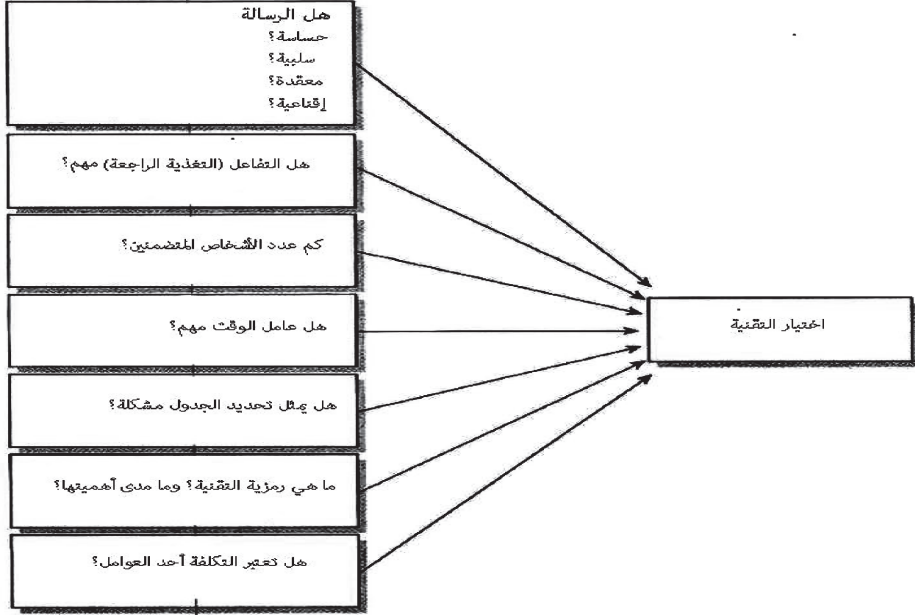 هل الرسالة
حساسة؟
سلبية؟
معقدة؟
إقناعية؟
هل التفاعل (التغذية الراجعة) مهم؟
كم عدد الأشخاص المتضمنين؟
هل عامل الوقت مهم؟
هل يمثل تحديد الجدول مشكلة؟
ما هي رمزية التقنية؟ وما مدى أهميتها؟
هل تعتبر التكلفة أحد العوامل؟
اختيار التقنية